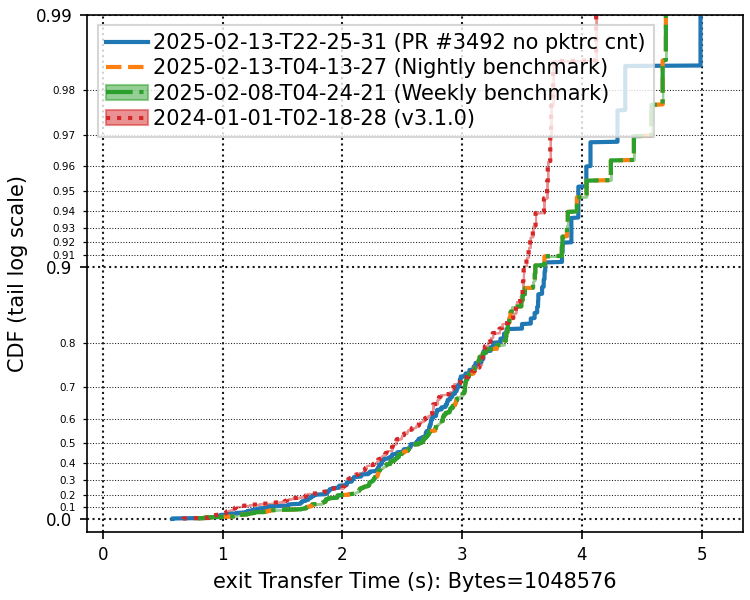 2025-02-13-T22-25-31 (PR #3492 no pktrc cnt)
2025-02-13-T04-13-27 (Nightly benchmark)
2025-02-08-T04-24-21 (Weekly benchmark)
2024-01-01-T02-18-28 (v3.1.0)
0.99
0.98
0.97
0.96
0.95
0.94
0.93
0.92
0.91
0.9
0.8
0.7
0.6
0.5
0.4
0.3
0.2
0.1
0.0
CDF (tail log scale)
0 1 2 3 4 5
exit Transfer Time (s): Bytes=1048576